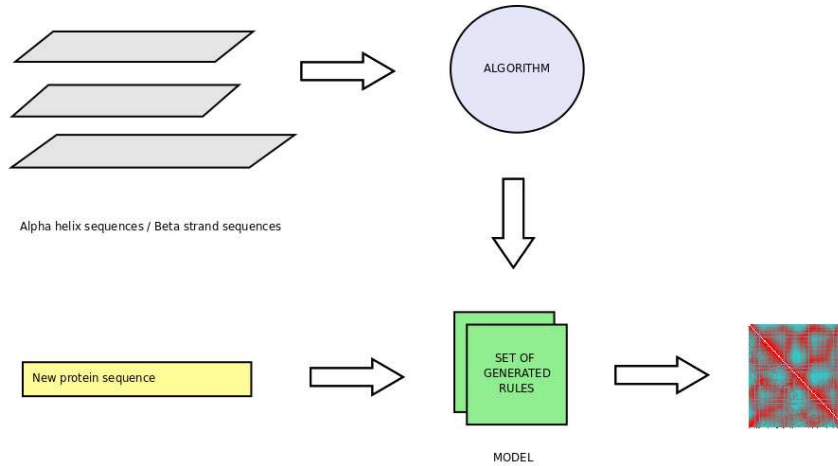 ALGORITHM
Alpha helix sequences / Beta strand sequences
New protein sequence
SET OF
GENERATED
RULES
MODEL